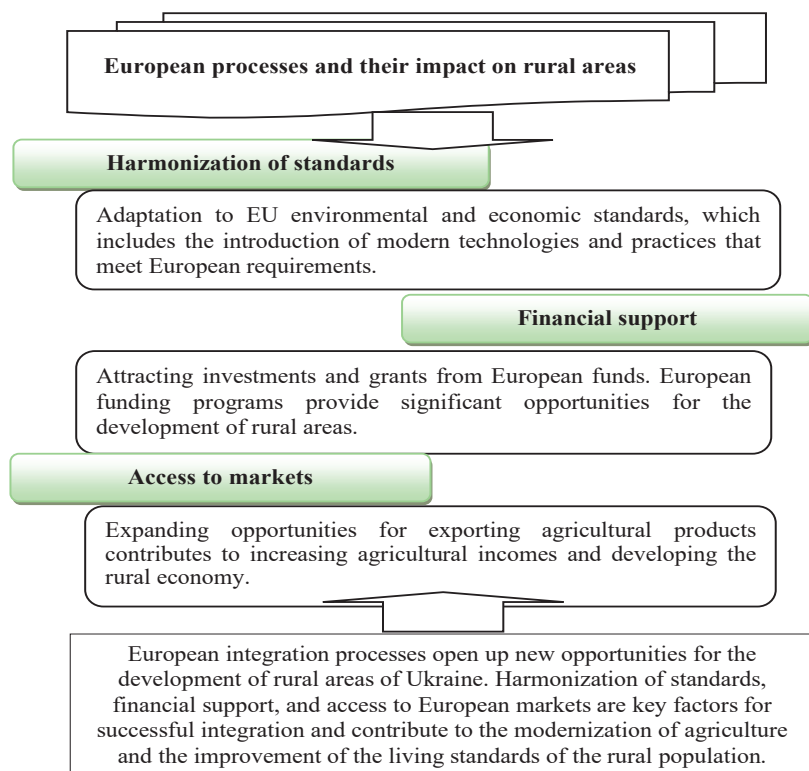 European processes and their impact on rural areas
Harmonization of standards
Adaptation to EU environmental and economic standards, which
includes the introduction of modern technologies and practices that
meet European requirements.
Financial support
Attracting investments and grants from European funds. European
funding programs provide significant opportunities for the
development of rural areas.
Access to markets
Expanding opportunities for exporting agricultural products
contributes to increasing agricultural incomes and developing the
rural economy.
European integration processes open up new opportunities for the
development of rural areas of Ukraine. Harmonization of standards,
financial support, and access to European markets are key factors for
successful integration and contribute to the modernization of agriculture
and the improvement of the living standards of the rural population.